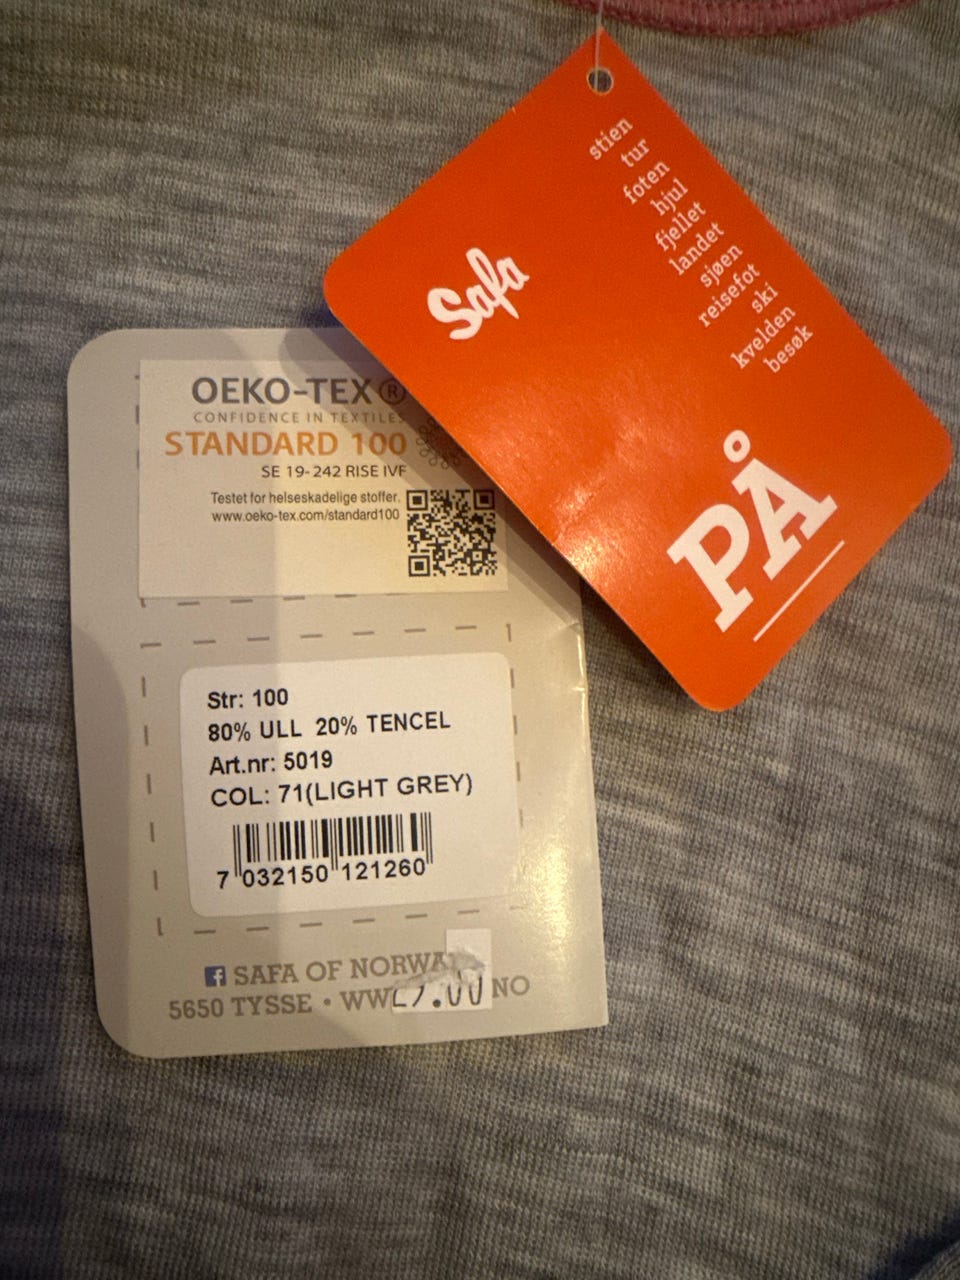 stien
tur
foten
hjul
fjellet
landet
sjøen
reisefot
ski
kvelden
besøk
Safa
PÅ
OEKO-TEX®
CONFIDENCE IN TEXTILES
STANDARD 100
SE 19-242 RISE IVF
Testet for helseskadelige stoffer.
www.oeko-tex.com/standard100
Str: 100
80% ULL 20% TENCEL
Art.nr: 5019
COL: 71(LIGHT GREY)
7 032150 121260
f SAFA OF NORWAY
5650 TYSSE • WW NO